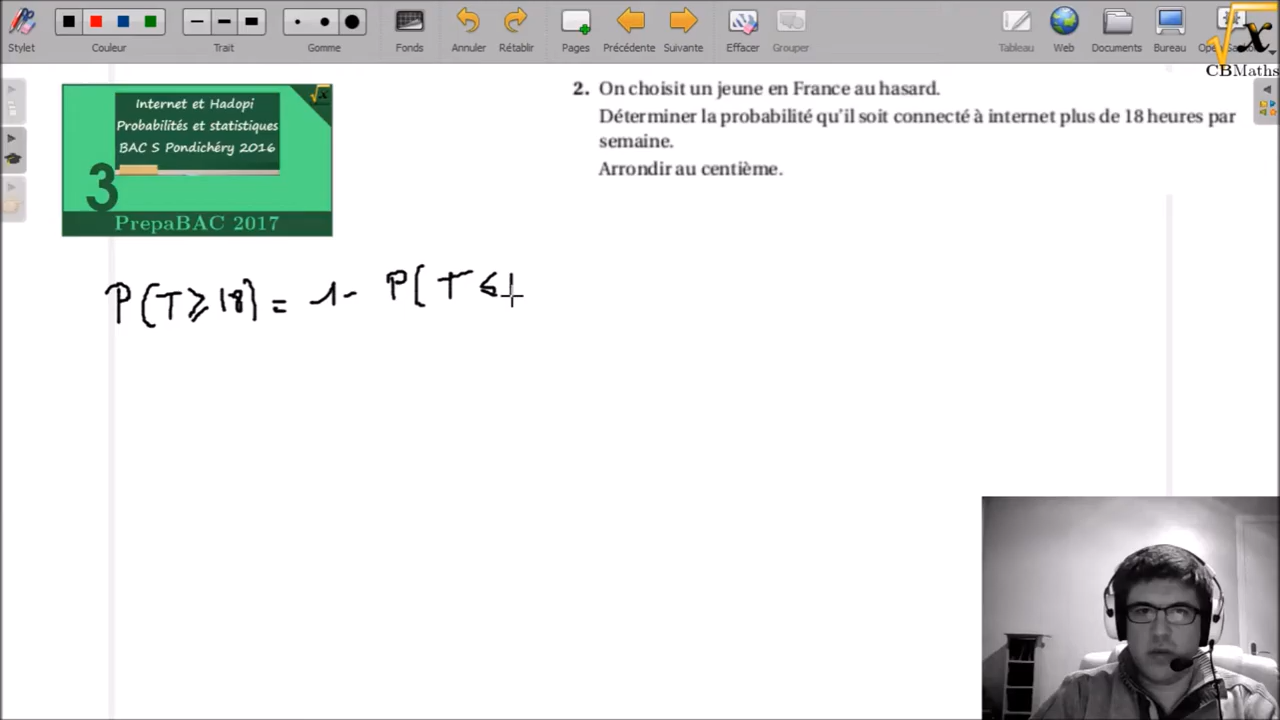 Stylet
Couleur
Trait
Gomme
Fonds
Annuler
Rétablir
Pages
Précédente
Suivante
Effacer
Grouper
Tableau
Web
Documents
Bureau
√x
CBMaths
Internet et Hadopi
Probabilités et statistiques
BAC S Pondichéry 2016
3
PrepaBAC 2017
2. On choisit un jeune en France au hasard.
Déterminer la probabilité qu'il soit connecté à internet plus de 18 heures par
semaine.
Arrondir au centième.
P(T ⩾ 18) = 1 - P( T ⩽ 1